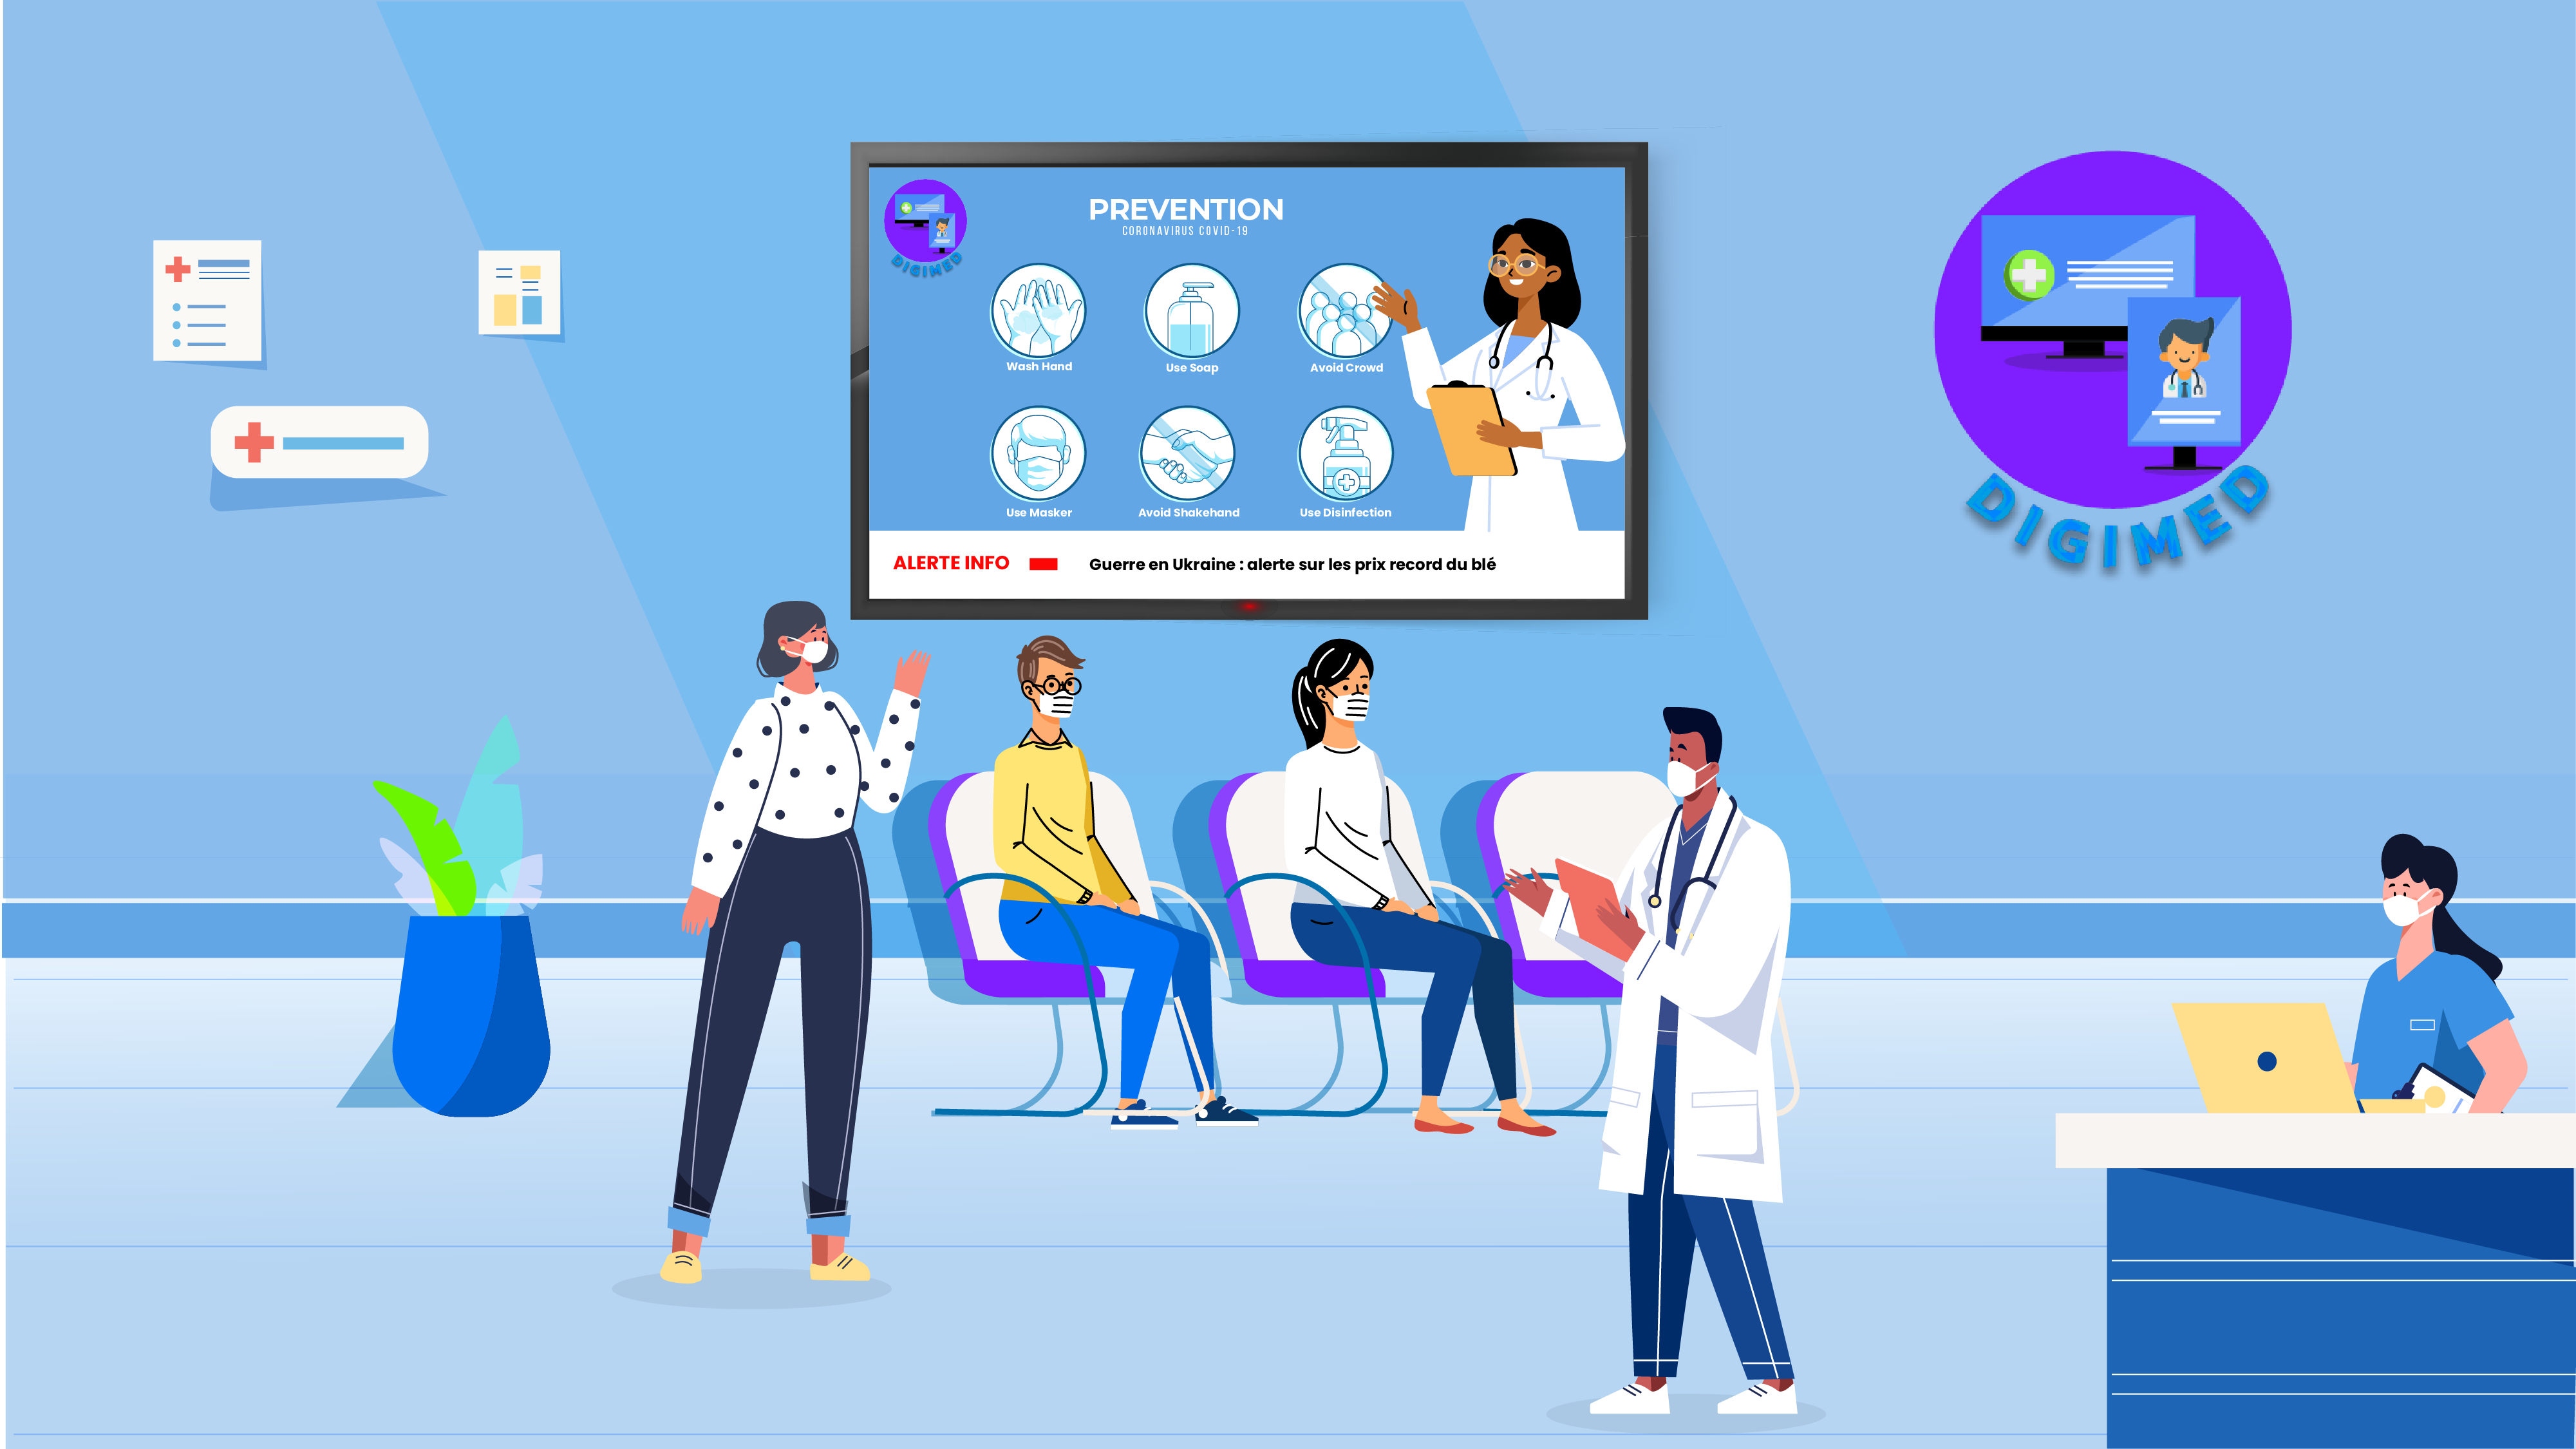 PREVENTION
CORONAVIRUS COVID-19
DIGIMED
Wash Hand
Use Soap
Avoid Crowd
Use Masker
Avoid Shakehand
Use Disinfection
ALERTE INFO
Guerre en Ukraine : alerte sur les prix record du blé
DIGIMED